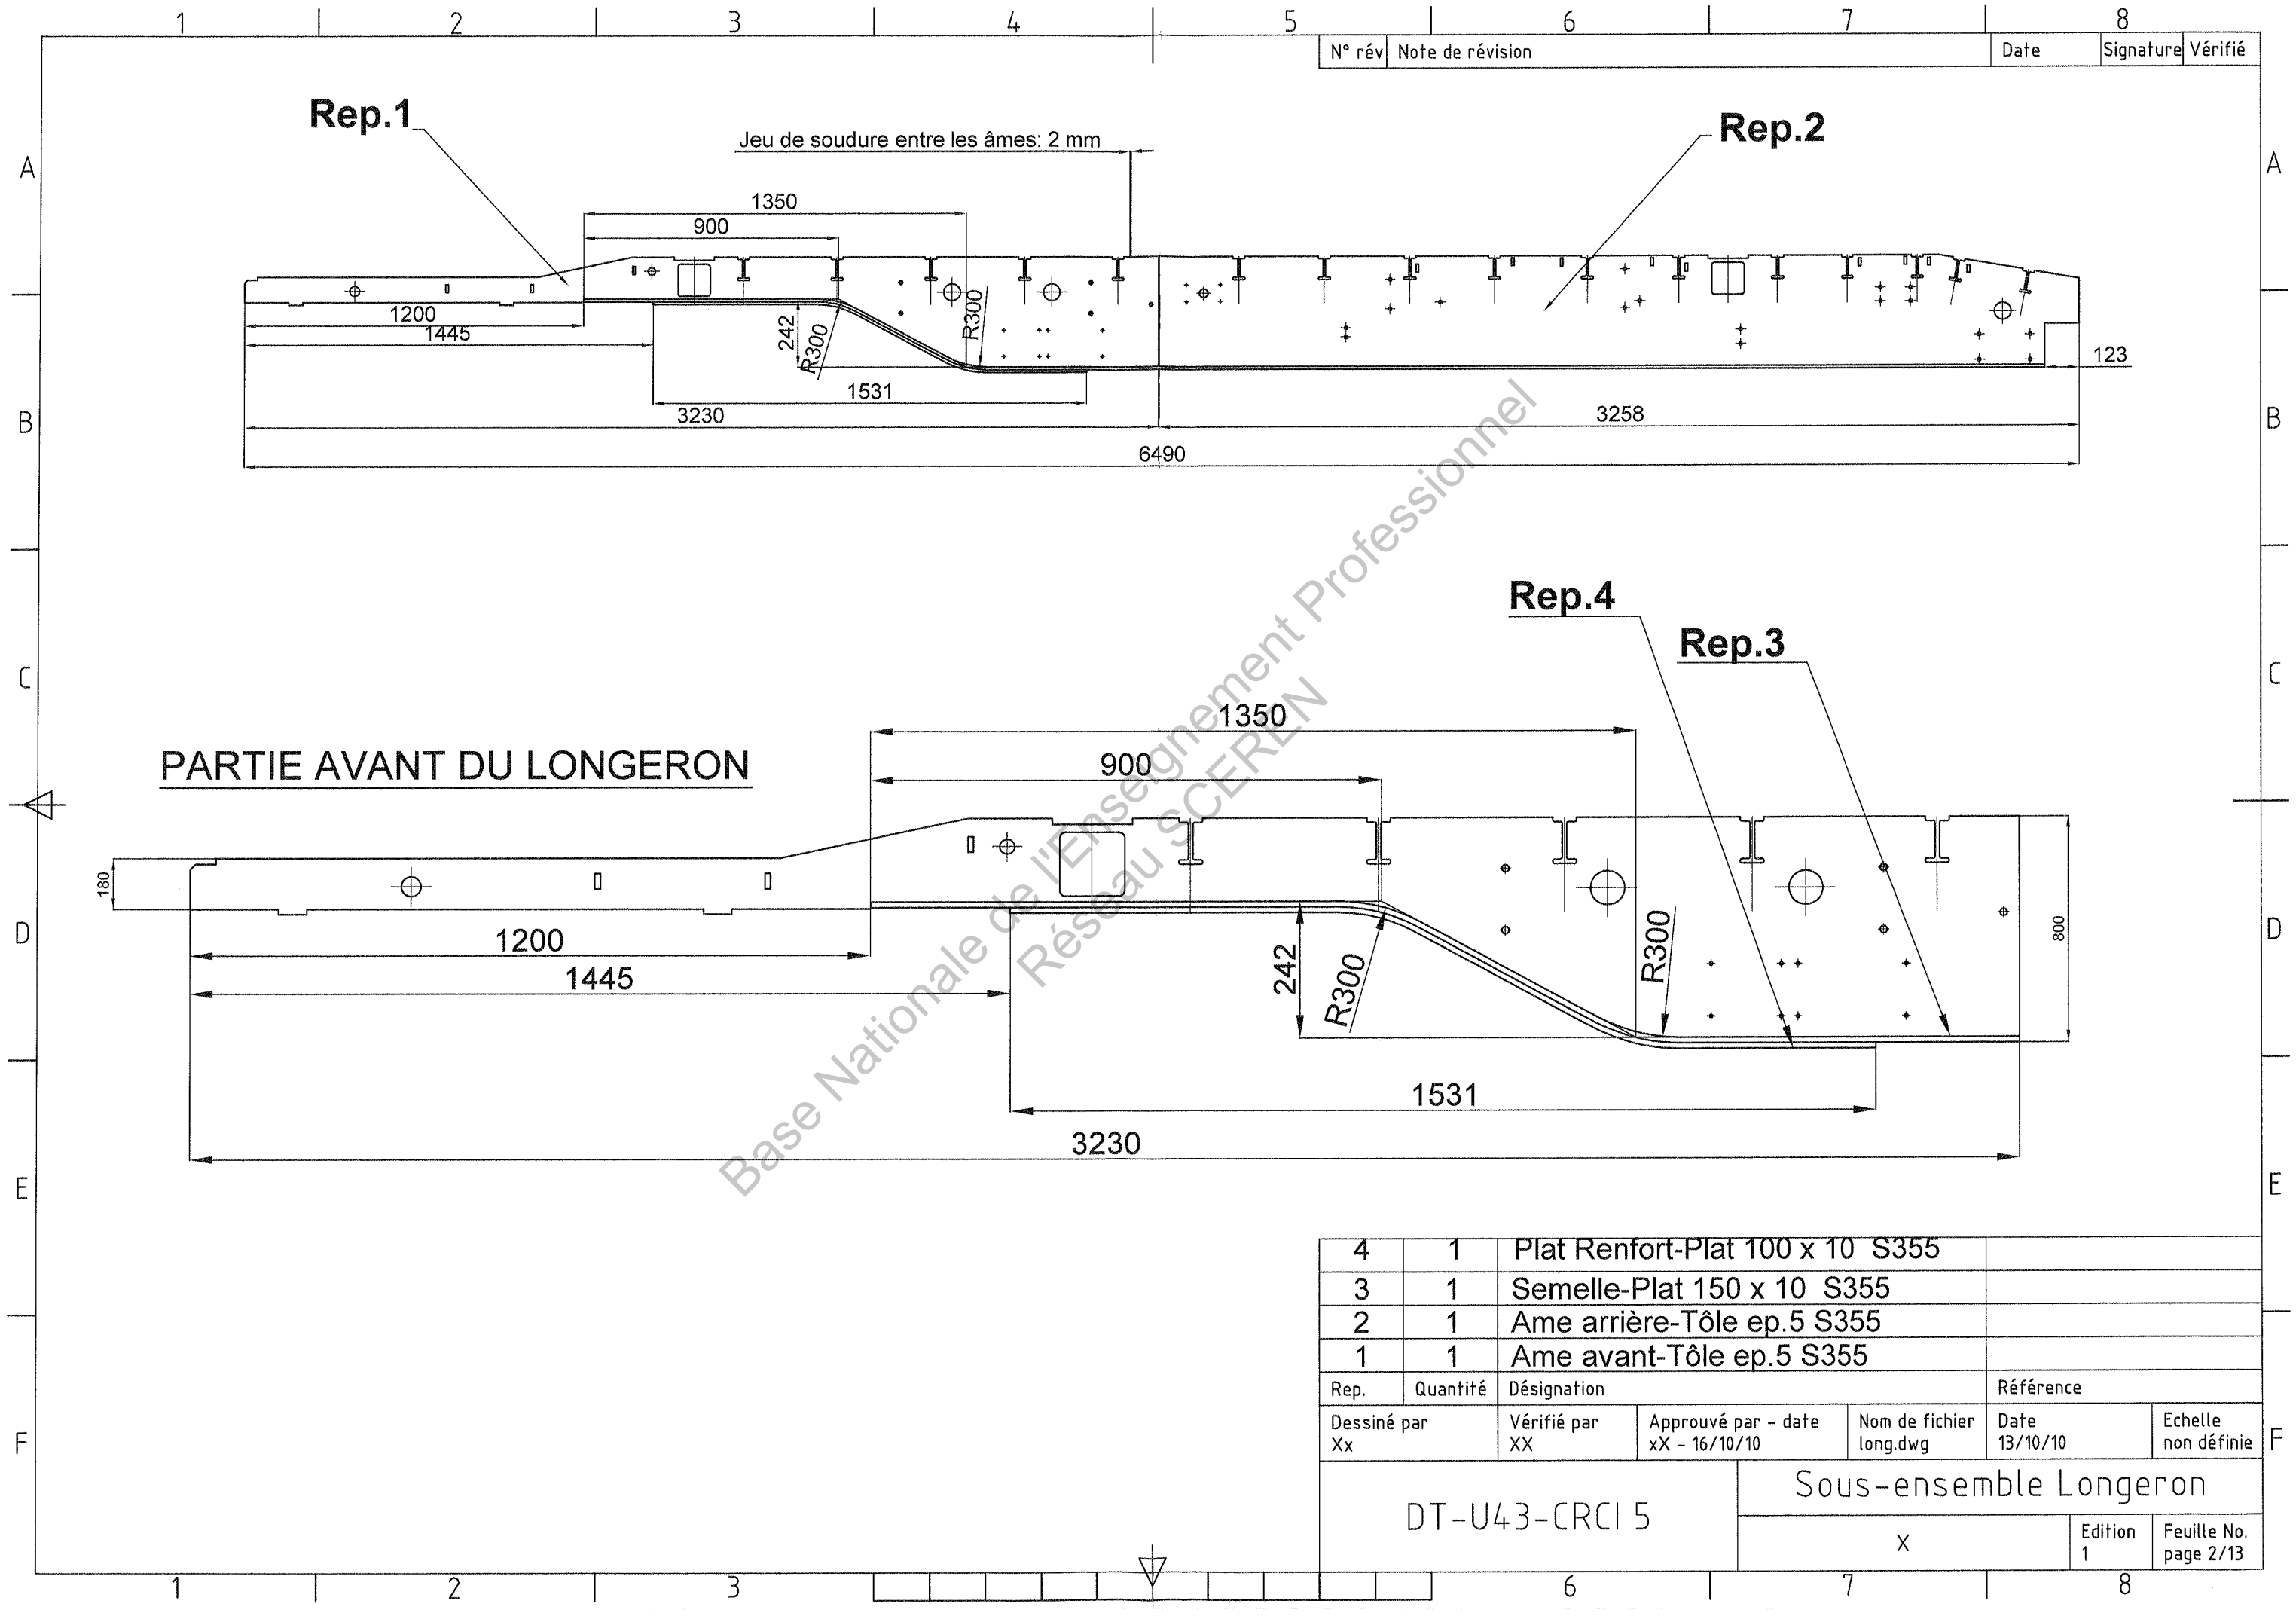 1 2 3 4 5 6 7 8
N° rév Note de révision Date Signature Vérifié
A A
Rep.1
Jeu de soudure entre les âmes: 2 mm
Rep.2
1350
900
1200
1445
242
R300
R300
1531
123
3230
3258
6490
B B
Rep.4
Rep.3
C C
PARTIE AVANT DU LONGERON
1350
900
180
1200
1445
242
R300
R300
800
D D
1531
3230
Base Nationale de l'Enseignement Professionnel
Réseau SCEREN
E E
4 1 Plat Renfort-Plat 100 x 10 S355
3 1 Semelle-Plat 150 x 10 S355
2 1 Ame arrière-Tôle ep.5 S355
1 1 Ame avant-Tôle ep.5 S355
Rep. Quantité Désignation Référence
Dessiné par Vérifié par Approuvé par - date Nom de fichier Date Echelle
Xx XX xX - 16/10/10 long.dwg 13/10/10 non définie
F F
Sous-ensemble Longeron
DT-U43-CRCI 5
X
Edition Feuille No.
1 page 2/13
1 2 3 6 7 8